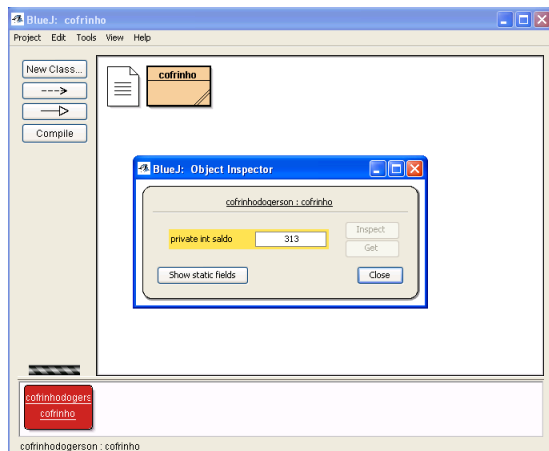 BlueJ: cofrinho
Project Edit Tools View Help
New Class...
cofrinho
Compile
BlueJ: Object Inspector
cofrinhodogerson : cofrinho
private int saldo 313
Inspect
Get
Show static fields Close
cofrinhodogers
cofrinho
cofrinhodogerson : cofrinho